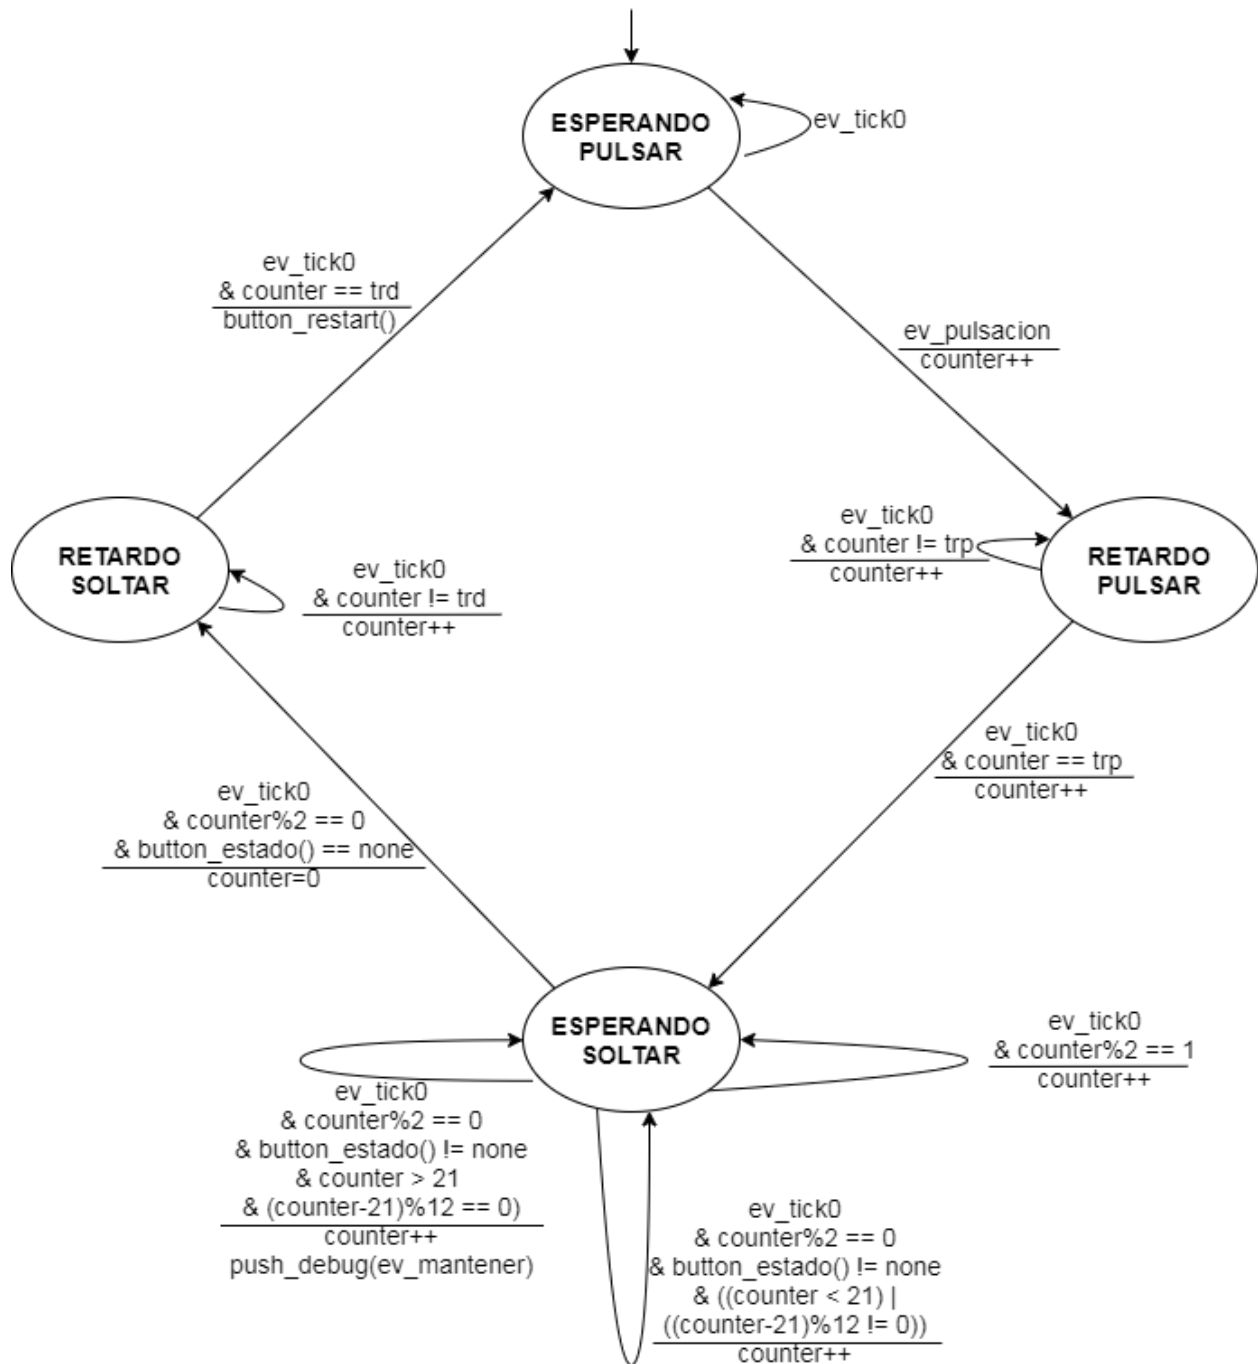 ESPERANDO
PULSAR
ev_tick0
ev_tick0
& counter == trd
button_restart()
ev_pulsacion
counter++
RETARDO
SOLTAR
ev_tick0
& counter != trd
counter++
ev_tick0
& counter != trp
counter++
RETARDO
PULSAR
ev_tick0
& counter == trp
counter++
ev_tick0
& counter%2 == 0
& button_estado() == none
counter=0
ESPERANDO
SOLTAR
ev_tick0
& counter%2 == 1
counter++
ev_tick0
& counter%2 == 0
& button_estado() != none
& counter > 21
& (counter-21)%12 == 0)
counter++
push_debug(ev_mantener)
ev_tick0
& counter%2 == 0
& button_estado() != none
& ((counter < 21) |
((counter-21)%12 != 0))
counter++